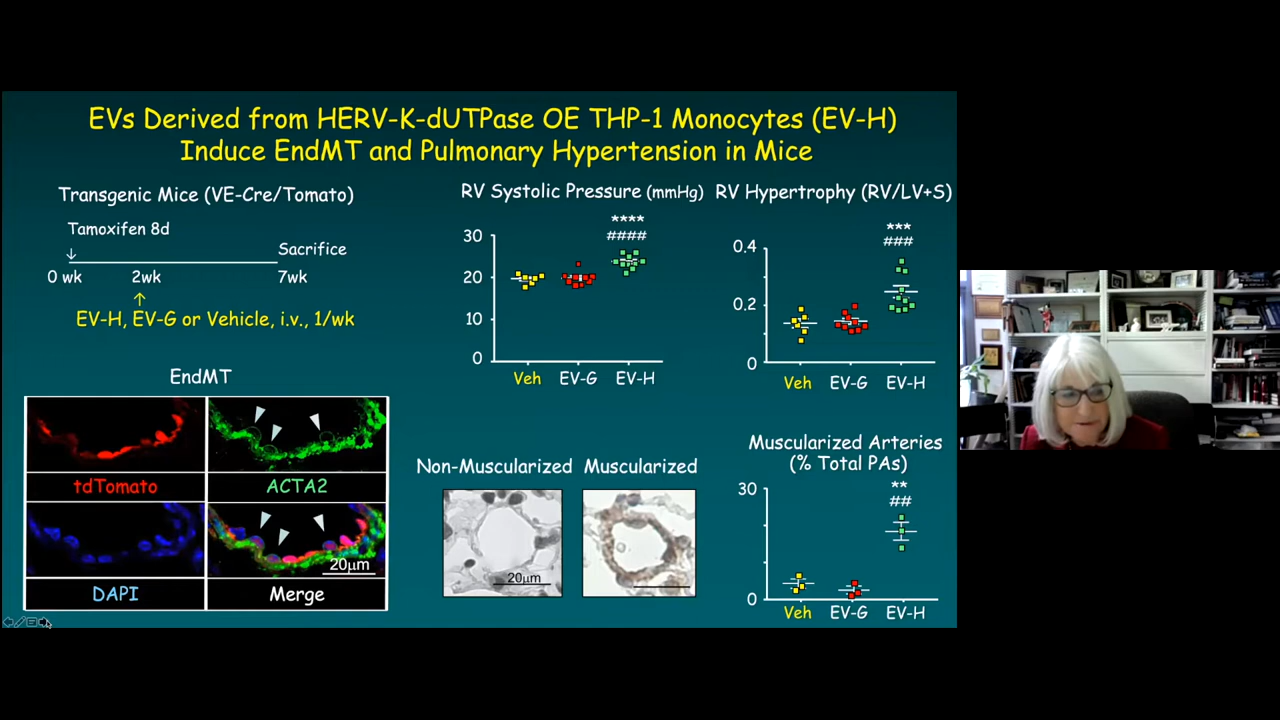 EVs Derived from HERV-K-dUTPase OE THP-1 Monocytes (EV-H)
Induce EndMT and Pulmonary Hypertension in Mice
Transgenic Mice (VE-Cre/Tomato)
Tamoxifen 8d
Sacrifice
0 wk 2wk 7wk
EV-H, EV-G or Vehicle, i.v., 1/wk
EndMT
tdTomato
ACTA2
20μm
DAPI
Merge
RV Systolic Pressure (mmHg)
****
####
30
20
10
0
Veh EV-G EV-H
RV Hypertrophy (RV/LV+S)
***
###
0.4
0.2
0
Veh EV-G EV-H
Non-Muscularized
Muscularized
20μm
Muscularized Arteries
(% Total PAs)
**
##
30
0
Veh EV-G EV-H